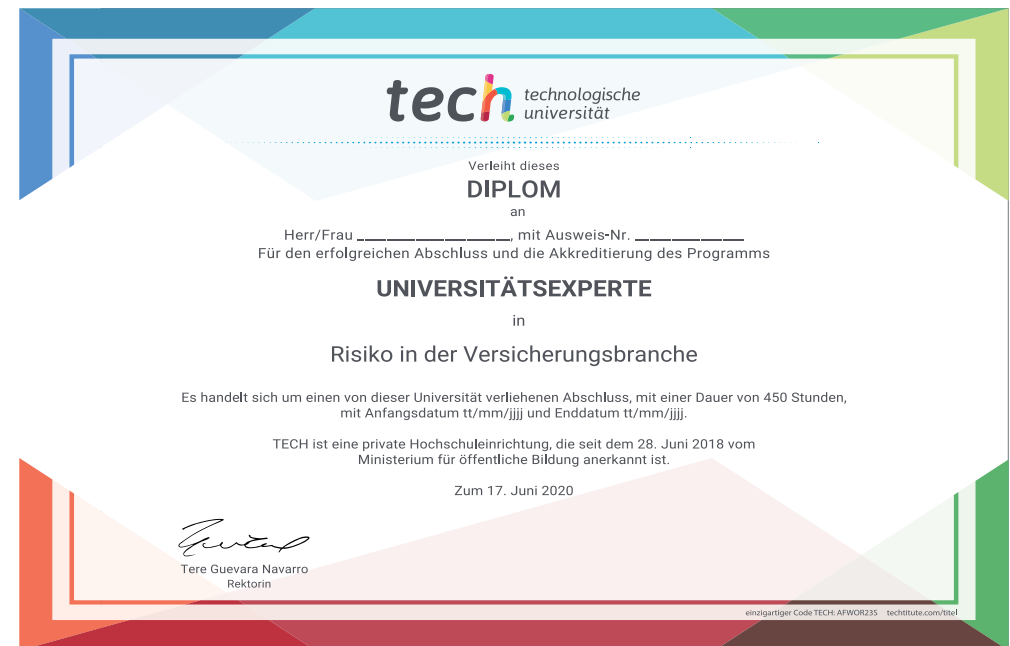 tech technologische
universität
Verleiht dieses
DIPLOM
an
Herr/Frau ____________________, mit Ausweis-Nr. ______________
Für den erfolgreichen Abschluss und die Akkreditierung des Programms
UNIVERSITÄTSEXPERTE
in
Risiko in der Versicherungsbranche
Es handelt sich um einen von dieser Universität verliehenen Abschluss, mit einer Dauer von 450 Stunden,
mit Anfangsdatum tt/mm/jjjj und Enddatum tt/mm/jjjj.
TECH ist eine private Hochschuleinrichtung, die seit dem 28. Juni 2018 vom
Ministerium für öffentliche Bildung anerkannt ist.
Zum 17. Juni 2020
Tere Guevara Navarro
Rektorin
einzigartiger Code TECH: AFWOR23S techtitute.com/titel